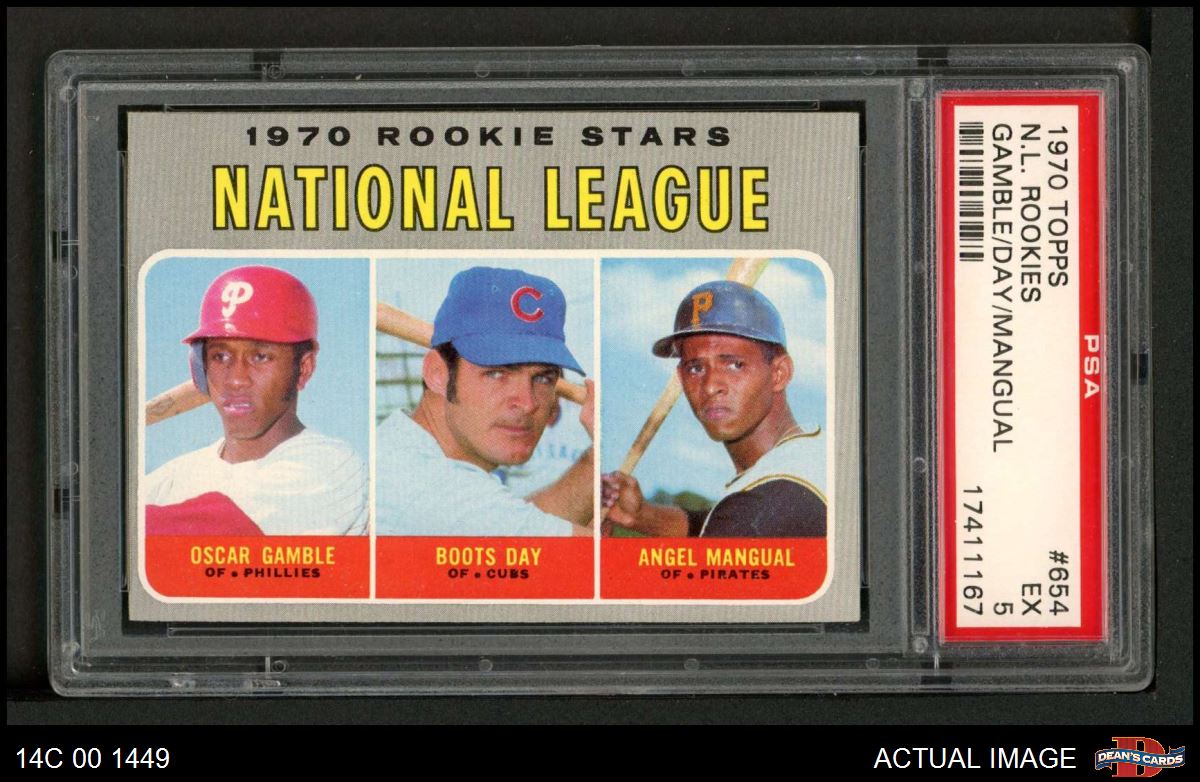 1970 ROOKIE STARS
NATIONAL LEAGUE
P
C
P
OSCAR GAMBLE
OF • PHILLIES
BOOTS DAY
OF • CUBS
ANGEL MANGUAL
OF • PIRATES
1970 TOPPS #654
N.L. ROOKIES EX
GAMBLE/DAY/MANGUAL 5
17411167
PSA
14C 00 1449
ACTUAL IMAGE
D
DEAN'S CARDS